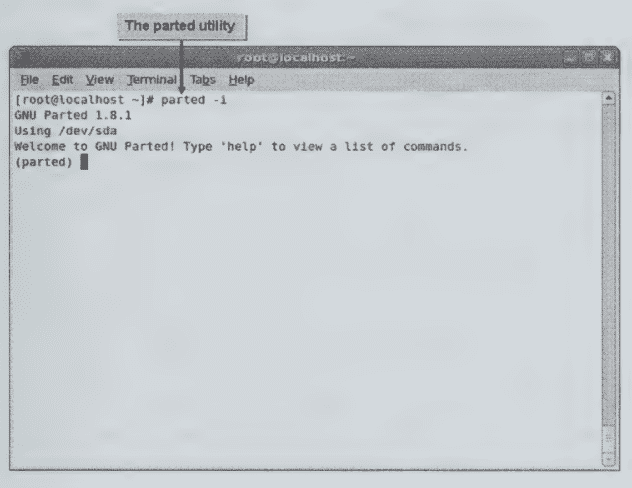 The parted utility
root@localhost:~
File Edit View Terminal Tabs Help
[root@localhost ~]# parted -i
GNU Parted 1.8.1
Using /dev/sda
Welcome to GNU Parted! Type 'help' to view a list of commands.
(parted)